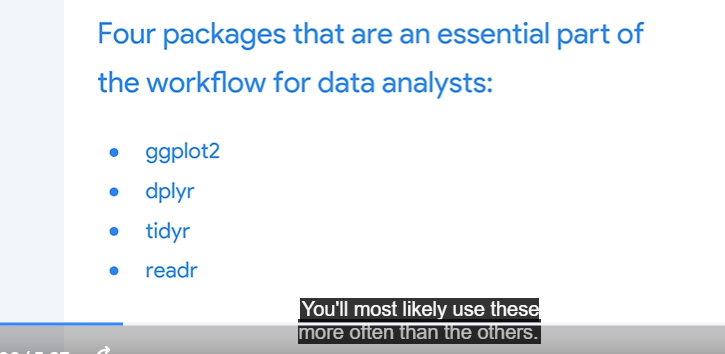 Four packages that are an essential part of
the workflow for data analysts:
• ggplot2
• dplyr
• tidyr
• readr
You'll most likely use these
more often than the others.